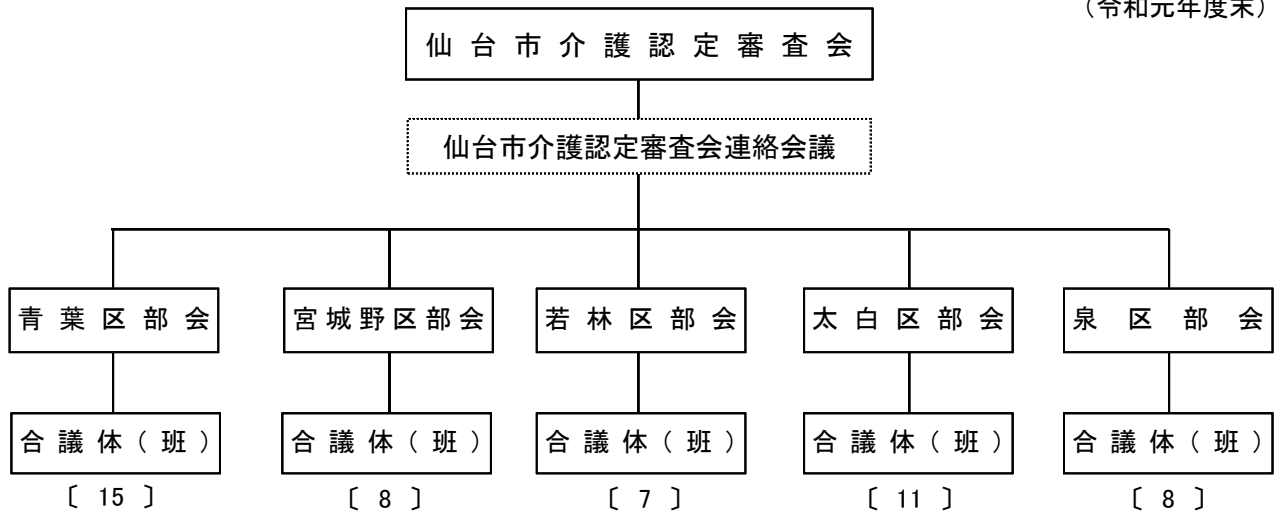 （令和元年度末）
仙台市介護認定審査会
仙台市介護認定審査会連絡会議
青葉区部会 宮城野区部会 若林区部会 太白区部会 泉区部会
合議体（班） 合議体（班） 合議体（班） 合議体（班） 合議体（班）
〔 15 〕 〔 8 〕 〔 7 〕 〔 11 〕 〔 8 〕